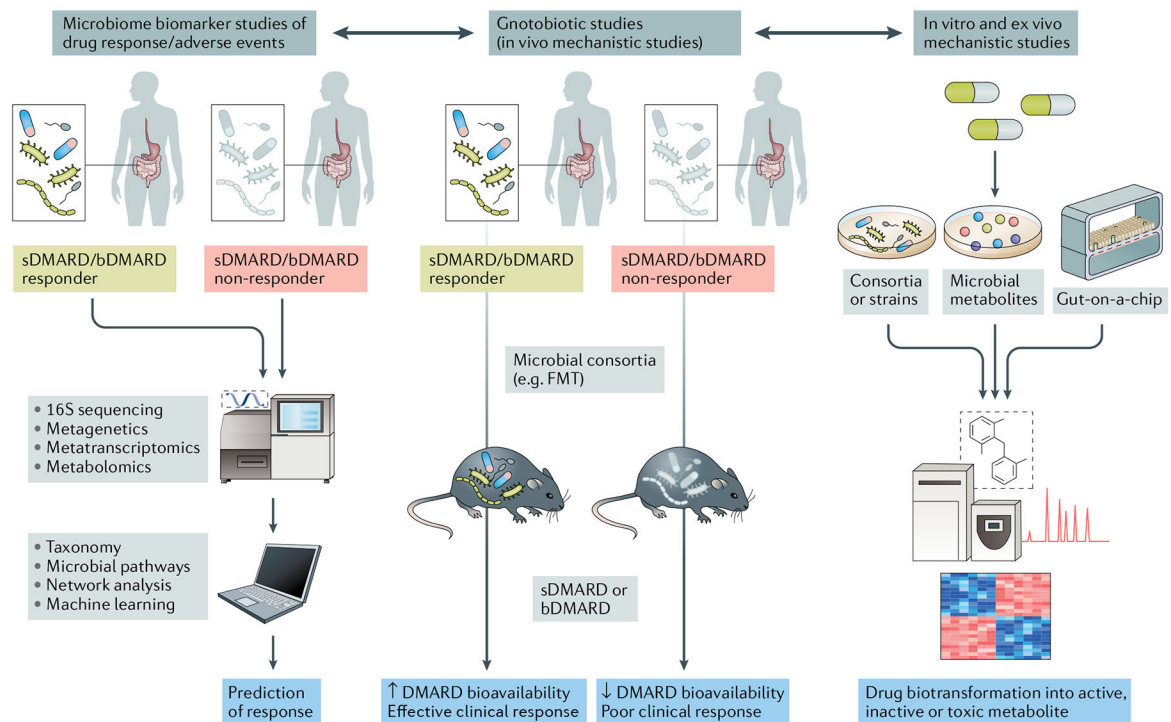 Microbiome biomarker studies of
drug response/adverse events
Gnotobiotic studies
(in vivo mechanistic studies)
In vitro and ex vivo
mechanistic studies
sDMARD/bDMARD
responder
sDMARD/bDMARD
non-responder
sDMARD/bDMARD
responder
sDMARD/bDMARD
non-responder
Consortia
or strains
Microbial
metabolites
Gut-on-a-chip
Microbial consortia
(e.g. FMT)
• 16S sequencing
• Metagenetics
• Metatranscriptomics
• Metabolomics
• Taxonomy
• Microbial pathways
• Network analysis
• Machine learning
sDMARD or
bDMARD
Prediction
of response
↑ DMARD bioavailability
Effective clinical response
↓ DMARD bioavailability
Poor clinical response
Drug biotransformation into active,
inactive or toxic metabolite